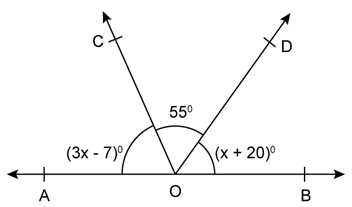 C
D
55⁰
(3x - 7)⁰
(x + 20)⁰
A
O
B